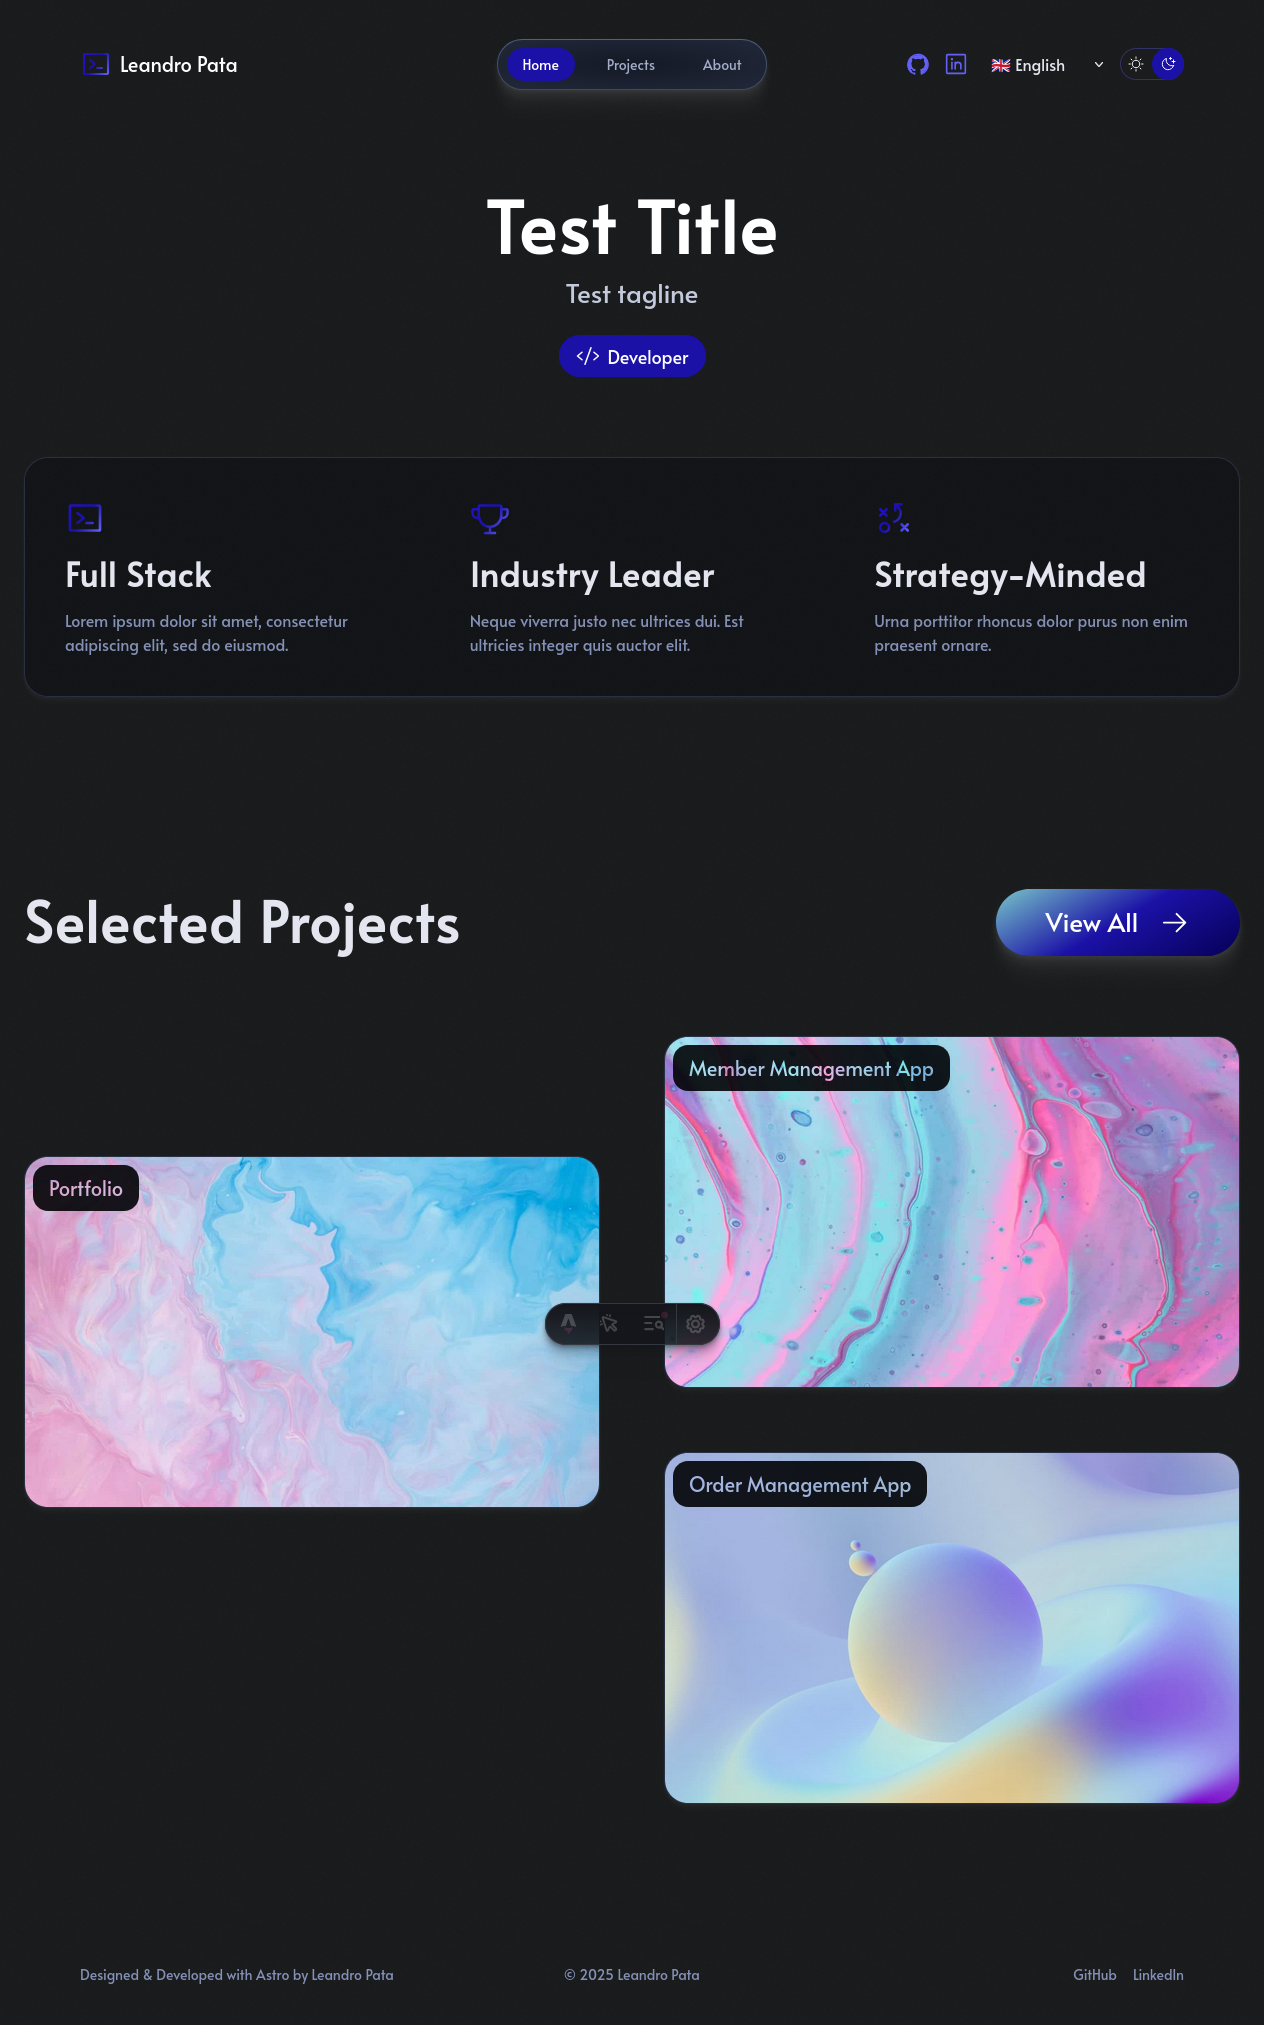 Leandro Pata
Home
Projects
About
English
Test Title
Test tagline
Developer
Full Stack
Lorem ipsum dolor sit amet, consectetur
adipiscing elit, sed do eiusmod.
Industry Leader
Neque viverra justo nec ultrices dui. Est
ultricies integer quis auctor elit.
Strategy-Minded
Urna porttitor rhoncus dolor purus non enim
praesent ornare.
Selected Projects
View All
Member Management App
Portfolio
Order Management App
Designed & Developed with Astro by Leandro Pata
© 2025 Leandro Pata
GitHub
LinkedIn